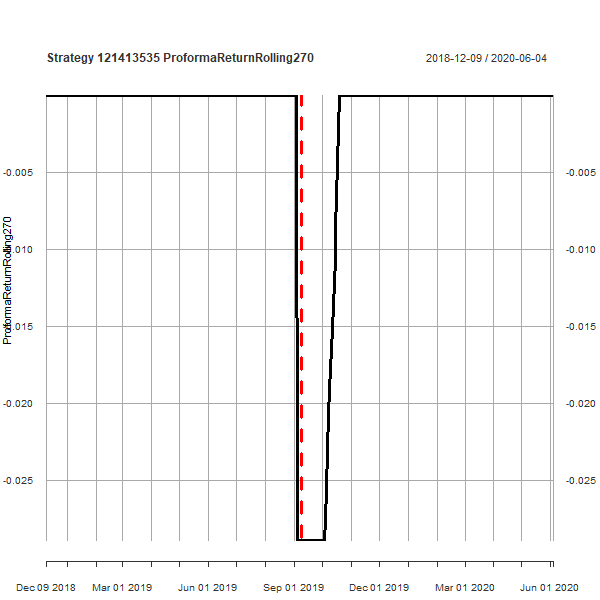 Strategy 121413535 ProformaReturnRolling270
2018-12-09 / 2020-06-04
ProformaReturnRolling270
-0.005
-0.005
-0.010
-0.010
-0.015
-0.015
-0.020
-0.020
-0.025
-0.025
Dec 09 2018
Mar 01 2019
Jun 01 2019
Sep 01 2019
Dec 01 2019
Mar 01 2020
Jun 01 2020